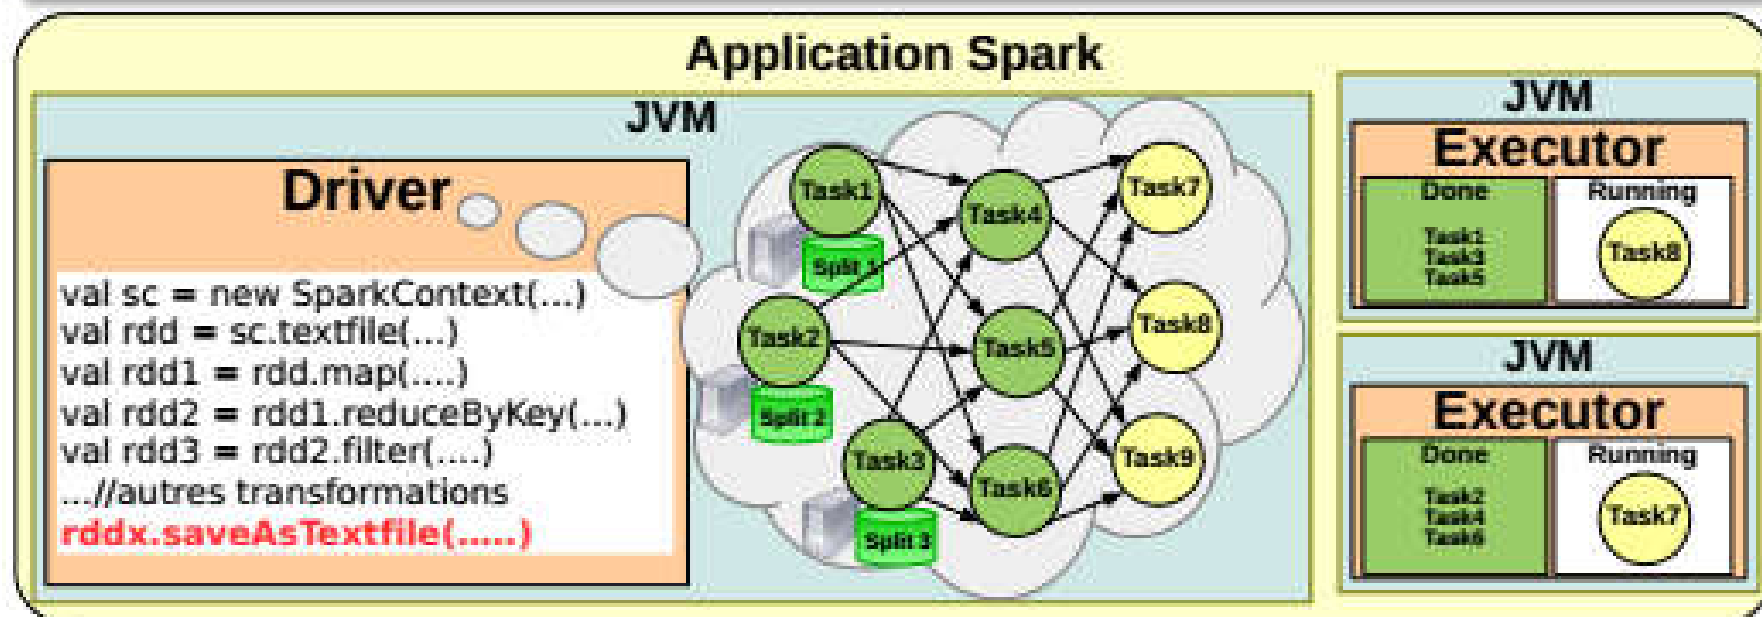 Application Spark
JVM
Driver
val sc = new SparkContext(...)
val rdd = sc.textfile(...)
val rdd1 = rdd.map(....)
val rdd2 = rdd1.reduceByKey(...)
val rdd3 = rdd2.filter(....)
...//autres transformations
rddx.saveAsTextfile(.....)
Task1
Split 1
Task2
Split 2
Task3
Split 3
Task4
Task5
Task6
Task7
Task8
Task9
JVM
Executor
Done
Task1
Task3
Task5
Running
Task8
JVM
Executor
Done
Task2
Task4
Task6
Running
Task7